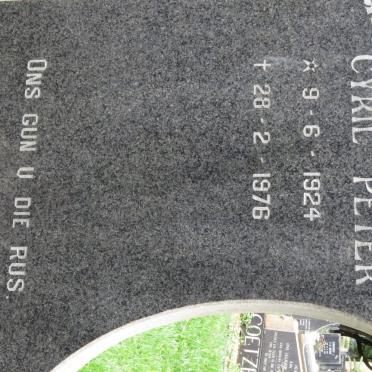 CYRIL PETER
☆ 9 - 6 - 1924
+ 28 - 2 - 1976
ONS GUN U DIE RUS.